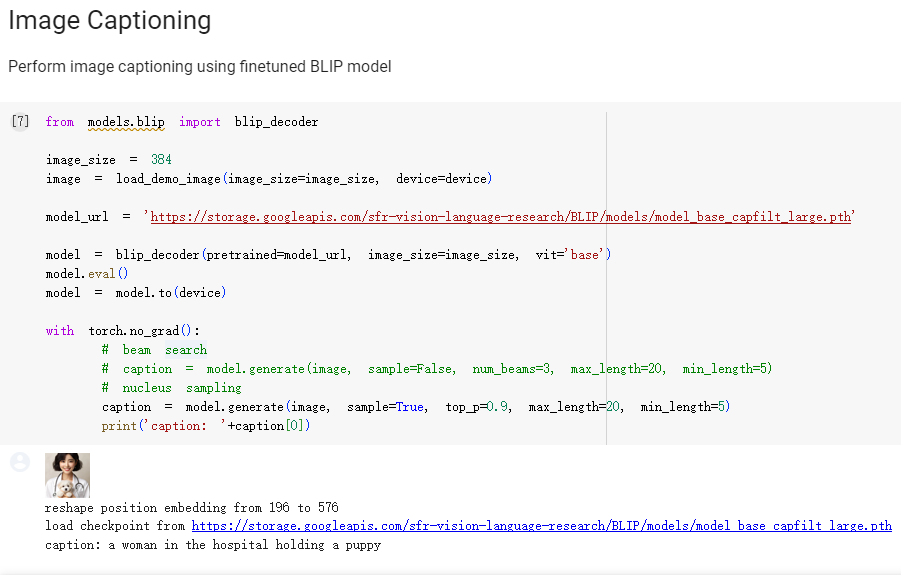 Image Captioning
Perform image captioning using finetuned BLIP model
[7] from models.blip import blip_decoder
image_size = 384
image = load_demo_image(image_size=image_size, device=device)
model_url = 'https://storage.googleapis.com/sfr-vision-language-research/BLIP/models/model_base_capfilt_large.pth'
model = blip_decoder(pretrained=model_url, image_size=image_size, vit='base')
model.eval()
model = model.to(device)
with torch.no_grad():
# beam search
# caption = model.generate(image, sample=False, num_beams=3, max_length=20, min_length=5)
# nucleus sampling
caption = model.generate(image, sample=True, top_p=0.9, max_length=20, min_length=5)
print('caption: '+caption[0])
reshape position embedding from 196 to 576
load checkpoint from https://storage.googleapis.com/sfr-vision-language-research/BLIP/models/model_base_capfilt_large.pth
caption: a woman in the hospital holding a puppy